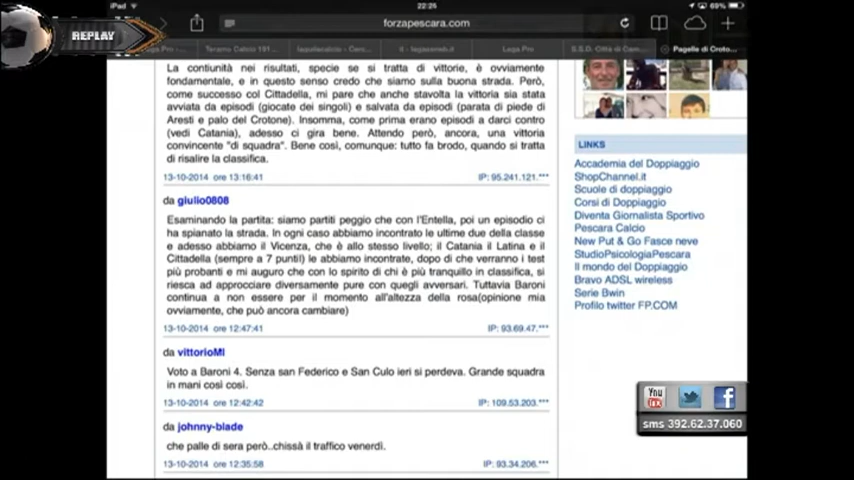 iPad
22:25
69%
REPLAY
forzapescara.com
Teramo Calcio 191...
Lega Pro
S.S.D. Città di Cam...
Pagelle di Croto...
La contiunità nei risultati, specie se si tratta di vittorie, è ovviamente
fondamentale, e in questo senso credo che siamo sulla buona strada. Però,
come successo col Cittadella, mi pare che anche stavolta la vittoria sia stata
avviata da episodi (giocate dei singoli) e salvata da episodi (parata di piede di
Aresti e palo del Crotone). Insomma, come prima erano episodi a darci contro
(vedi Catania), adesso ci gira bene. Attendo però, ancora, una vittoria
convincente "di squadra". Bene così, comunque: tutto fa brodo, quando si tratta
di risalire la classifica.
13-10-2014 ore 13:16:41 IP: 95.241.121.***
da giulio0808
Esaminando la partita: siamo partiti peggio che con l'Entella, poi un episodio ci
ha spianato la strada. In ogni caso abbiamo incontrato le ultime due della classe
e adesso abbiamo il Vicenza, che è allo stesso livello; il Catania il Latina e il
Cittadella (sempre a 7 punti!) le abbiamo incontrate, dopo di che verranno i test
più probanti e mi auguro che con lo spirito di chi è più tranquillo in classifica, si
riesca ad approcciare diversamente pure con quegli avversari. Tuttavia Baroni
continua a non essere per il momento all'altezza della rosa(opinione mia
ovviamente, che può ancora cambiare)
13-10-2014 ore 12:47:41 IP: 93.69.47.***
da vittorioMI
Voto a Baroni 4. Senza san Federico e San Culo ieri si perdeva. Grande squadra
in mani così così.
13-10-2014 ore 12:42:42 IP: 109.53.203.***
da johnny-blade
che palle di sera però..chissà il traffico venerdì.
13-10-2014 ore 12:35:58 IP: 93.34.206.***
LINKS
Accademia del Doppiaggio
ShopChannel.it
Scuole di doppiaggio
Corsi di Doppiaggio
Diventa Giornalista Sportivo
Pescara Calcio
New Put & Go Fasce neve
StudioPsicologiaPescara
Il mondo del Doppiaggio
Bravo ADSL wireless
Serie Bwin
Profilo twitter FP.COM
You
sms 392.62.37.060